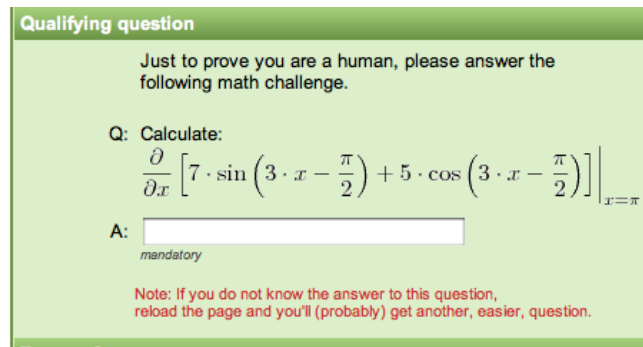 Qualifying question
Just to prove you are a human, please answer the
following math challenge.
Q: Calculate:
∂/∂x [7 · sin (3 · x − π/2) + 5 · cos (3 · x − π/2)]|x=π
A:
mandatory
Note: If you do not know the answer to this question,
reload the page and you'll (probably) get another, easier, question.